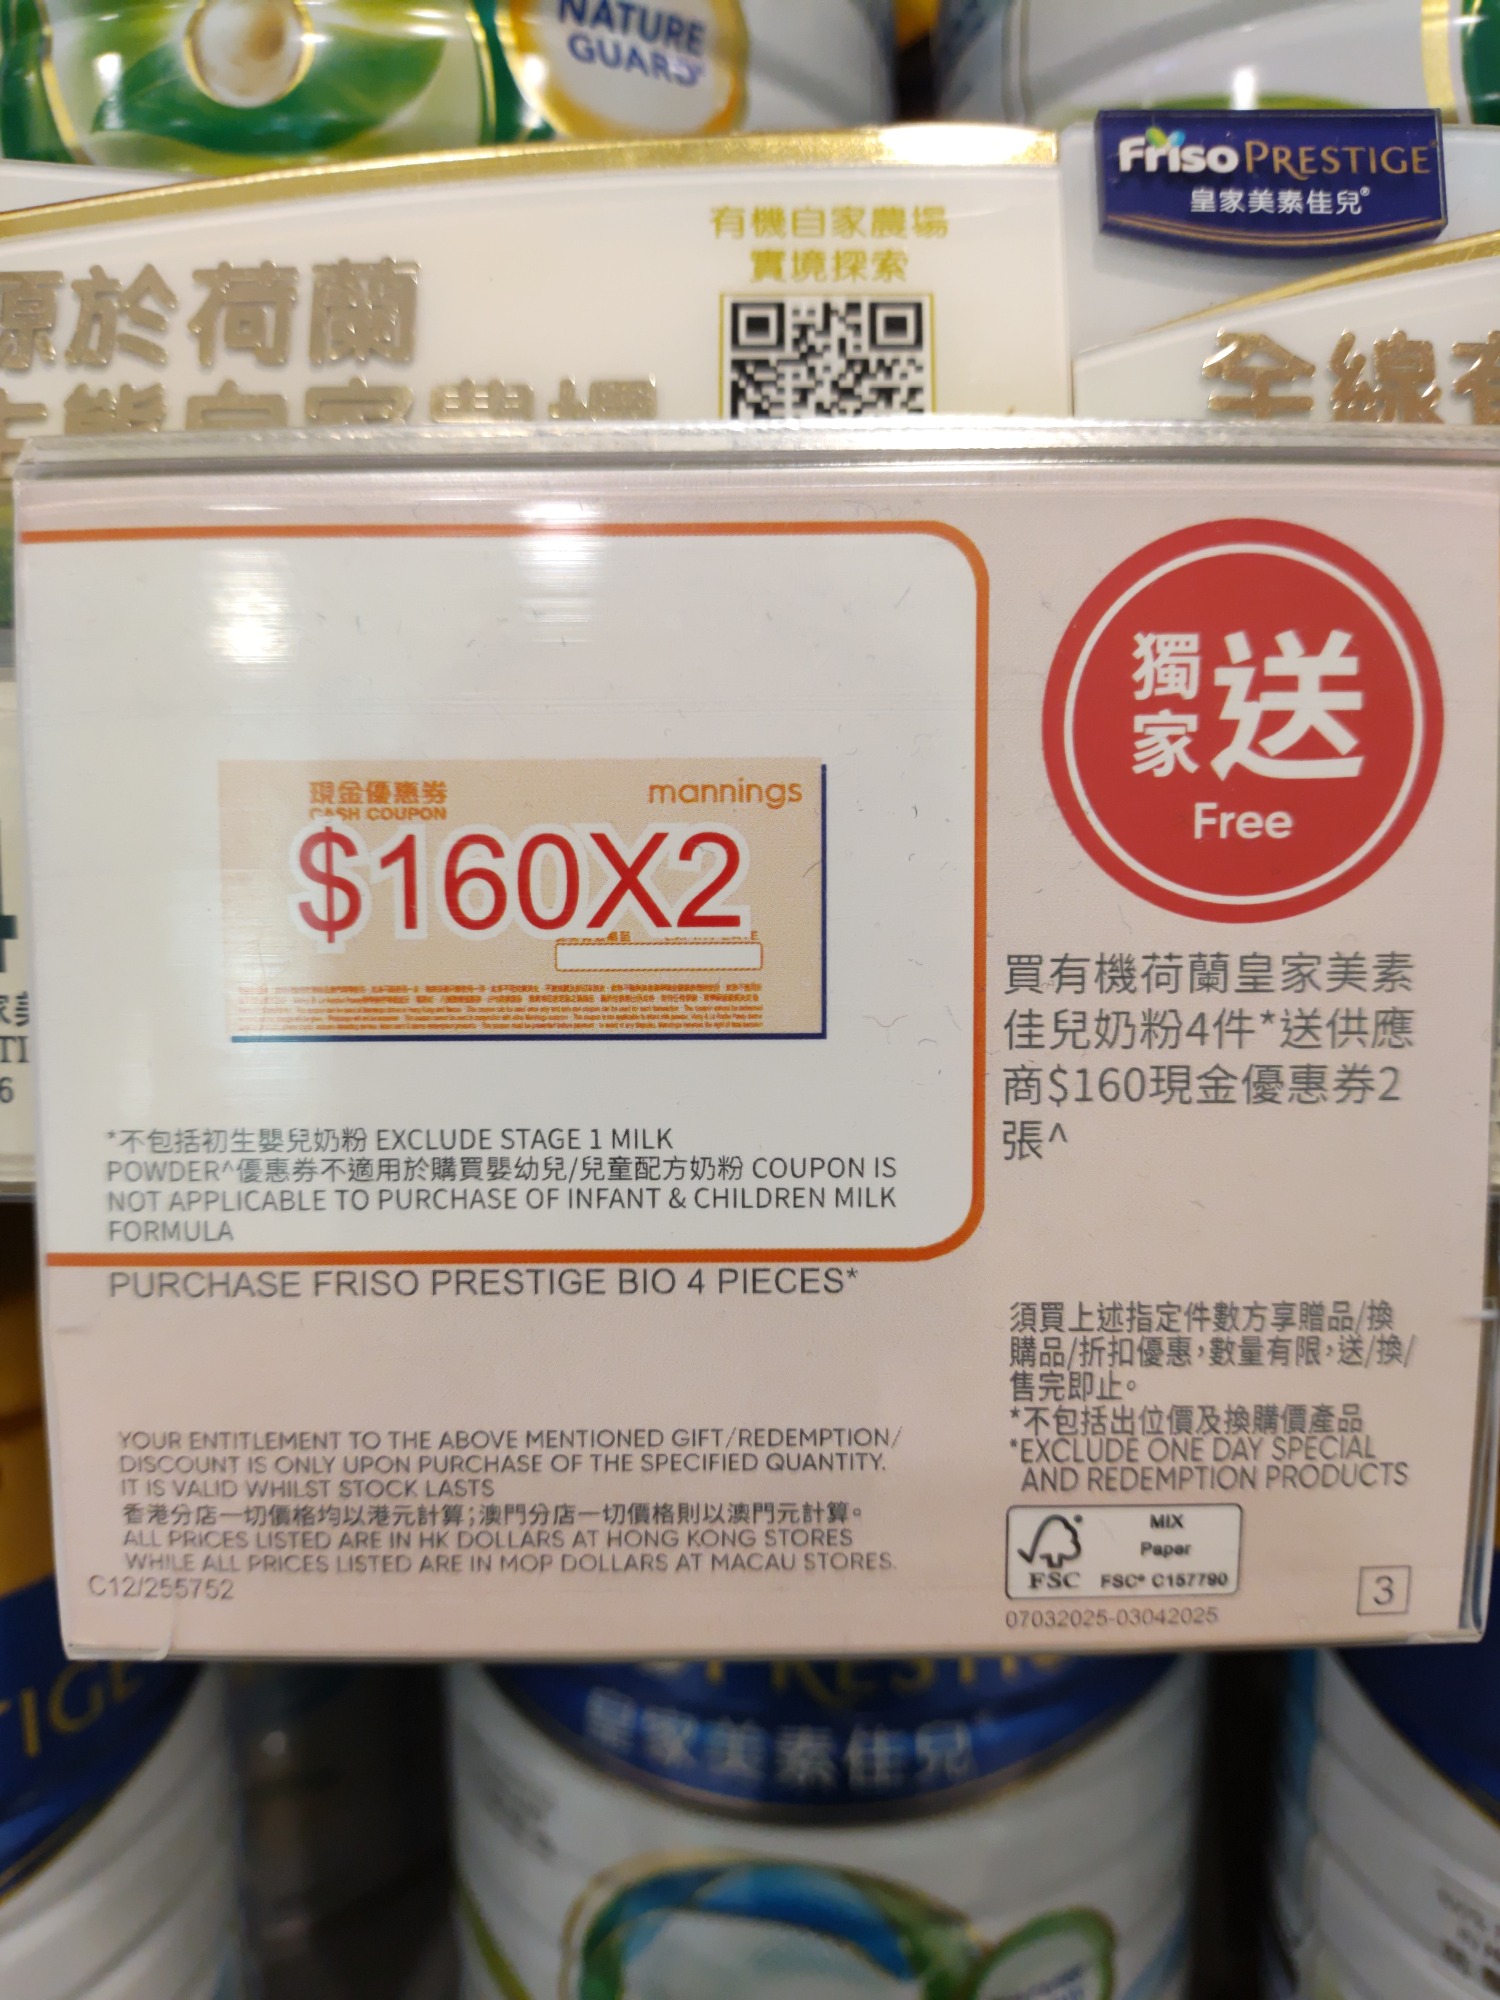 NATURE
GUARD
Friso PRESTIGE
皇家美素佳兒®
有機自家農場
實境探索
源於荷蘭
全線有
獨家送
Free
現金優惠券
mannings
CASH COUPON
$160X2
買有機荷蘭皇家美素
佳兒奶粉4件*送供應
商$160現金優惠券2
張^
*不包括初生嬰兒奶粉 EXCLUDE STAGE 1 MILK
POWDER^優惠券不適用於購買嬰幼兒/兒童配方奶粉 COUPON IS
NOT APPLICABLE TO PURCHASE OF INFANT & CHILDREN MILK
FORMULA
PURCHASE FRISO PRESTIGE BIO 4 PIECES*
須買上述指定件數方享贈品/換
購品/折扣優惠，數量有限，送/換/
售完即止。
*不包括出位價及換購價產品
*EXCLUDE ONE DAY SPECIAL
AND REDEMPTION PRODUCTS
YOUR ENTITLEMENT TO THE ABOVE MENTIONED GIFT/REDEMPTION/
DISCOUNT IS ONLY UPON PURCHASE OF THE SPECIFIED QUANTITY.
IT IS VALID WHILST STOCK LASTS
香港分店一切價格均以港元計算；澳門分店一切價格則以澳門元計算。
ALL PRICES LISTED ARE IN HK DOLLARS AT HONG KONG STORES
WHILE ALL PRICES LISTED ARE IN MOP DOLLARS AT MACAU STORES.
C12/255752
MIX
Paper
FSC FSC® C157790
3
07032025-03042025
皇家美素佳兒